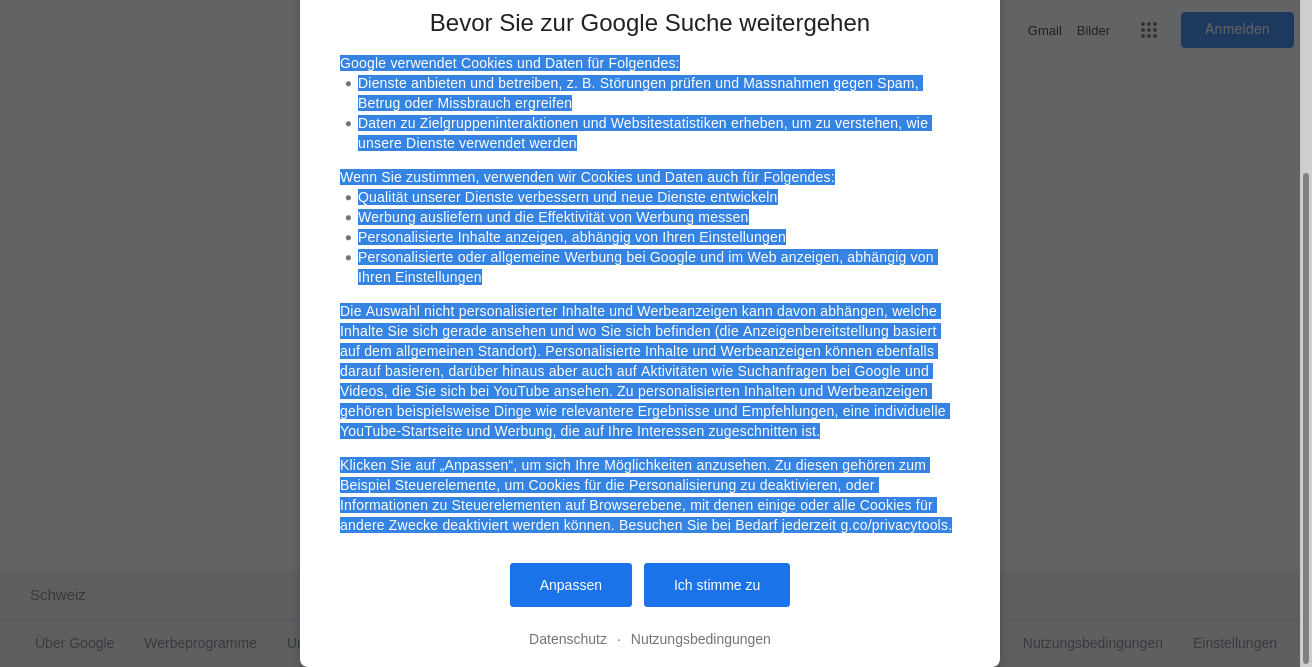 Bevor Sie zur Google Suche weitergehen
Gmail Bilder Anmelden
Google verwendet Cookies und Daten für Folgendes:
Dienste anbieten und betreiben, z. B. Störungen prüfen und Massnahmen gegen Spam,
Betrug oder Missbrauch ergreifen
Daten zu Zielgruppeninteraktionen und Websitestatistiken erheben, um zu verstehen, wie
unsere Dienste verwendet werden
Wenn Sie zustimmen, verwenden wir Cookies und Daten auch für Folgendes:
Qualität unserer Dienste verbessern und neue Dienste entwickeln
Werbung ausliefern und die Effektivität von Werbung messen
Personalisierte Inhalte anzeigen, abhängig von Ihren Einstellungen
Personalisierte oder allgemeine Werbung bei Google und im Web anzeigen, abhängig von
Ihren Einstellungen
Die Auswahl nicht personalisierter Inhalte und Werbeanzeigen kann davon abhängen, welche
Inhalte Sie sich gerade ansehen und wo Sie sich befinden (die Anzeigenbereitstellung basiert
auf dem allgemeinen Standort). Personalisierte Inhalte und Werbeanzeigen können ebenfalls
darauf basieren, darüber hinaus aber auch auf Aktivitäten wie Suchanfragen bei Google und
Videos, die Sie sich bei YouTube ansehen. Zu personalisierten Inhalten und Werbeanzeigen
gehören beispielsweise Dinge wie relevantere Ergebnisse und Empfehlungen, eine individuelle
YouTube-Startseite und Werbung, die auf Ihre Interessen zugeschnitten ist.
Klicken Sie auf „Anpassen“, um sich Ihre Möglichkeiten anzusehen. Zu diesen gehören zum
Beispiel Steuerelemente, um Cookies für die Personalisierung zu deaktivieren, oder
Informationen zu Steuerelementen auf Browserebene, mit denen einige oder alle Cookies für
andere Zwecke deaktiviert werden können. Besuchen Sie bei Bedarf jederzeit g.co/privacytools.
Anpassen Ich stimme zu
Datenschutz · Nutzungsbedingungen
Schweiz
Über Google Werbeprogramme Nutzungsbedingungen Einstellungen